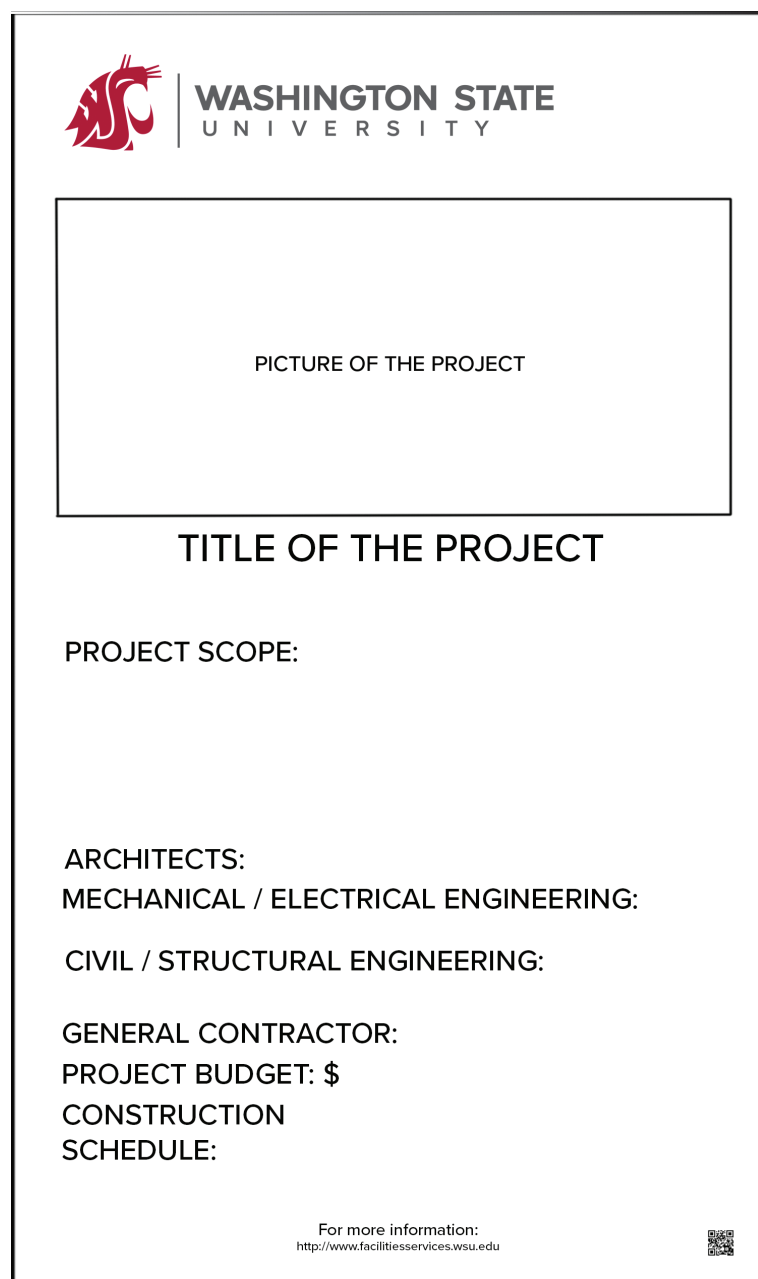 WASHINGTON STATE
UNIVERSITY
PICTURE OF THE PROJECT
TITLE OF THE PROJECT
PROJECT SCOPE:
ARCHITECTS:
MECHANICAL / ELECTRICAL ENGINEERING:
CIVIL / STRUCTURAL ENGINEERING:
GENERAL CONTRACTOR:
PROJECT BUDGET: $
CONSTRUCTION
SCHEDULE:
For more information:
http://www.facilitiesservices.wsu.edu